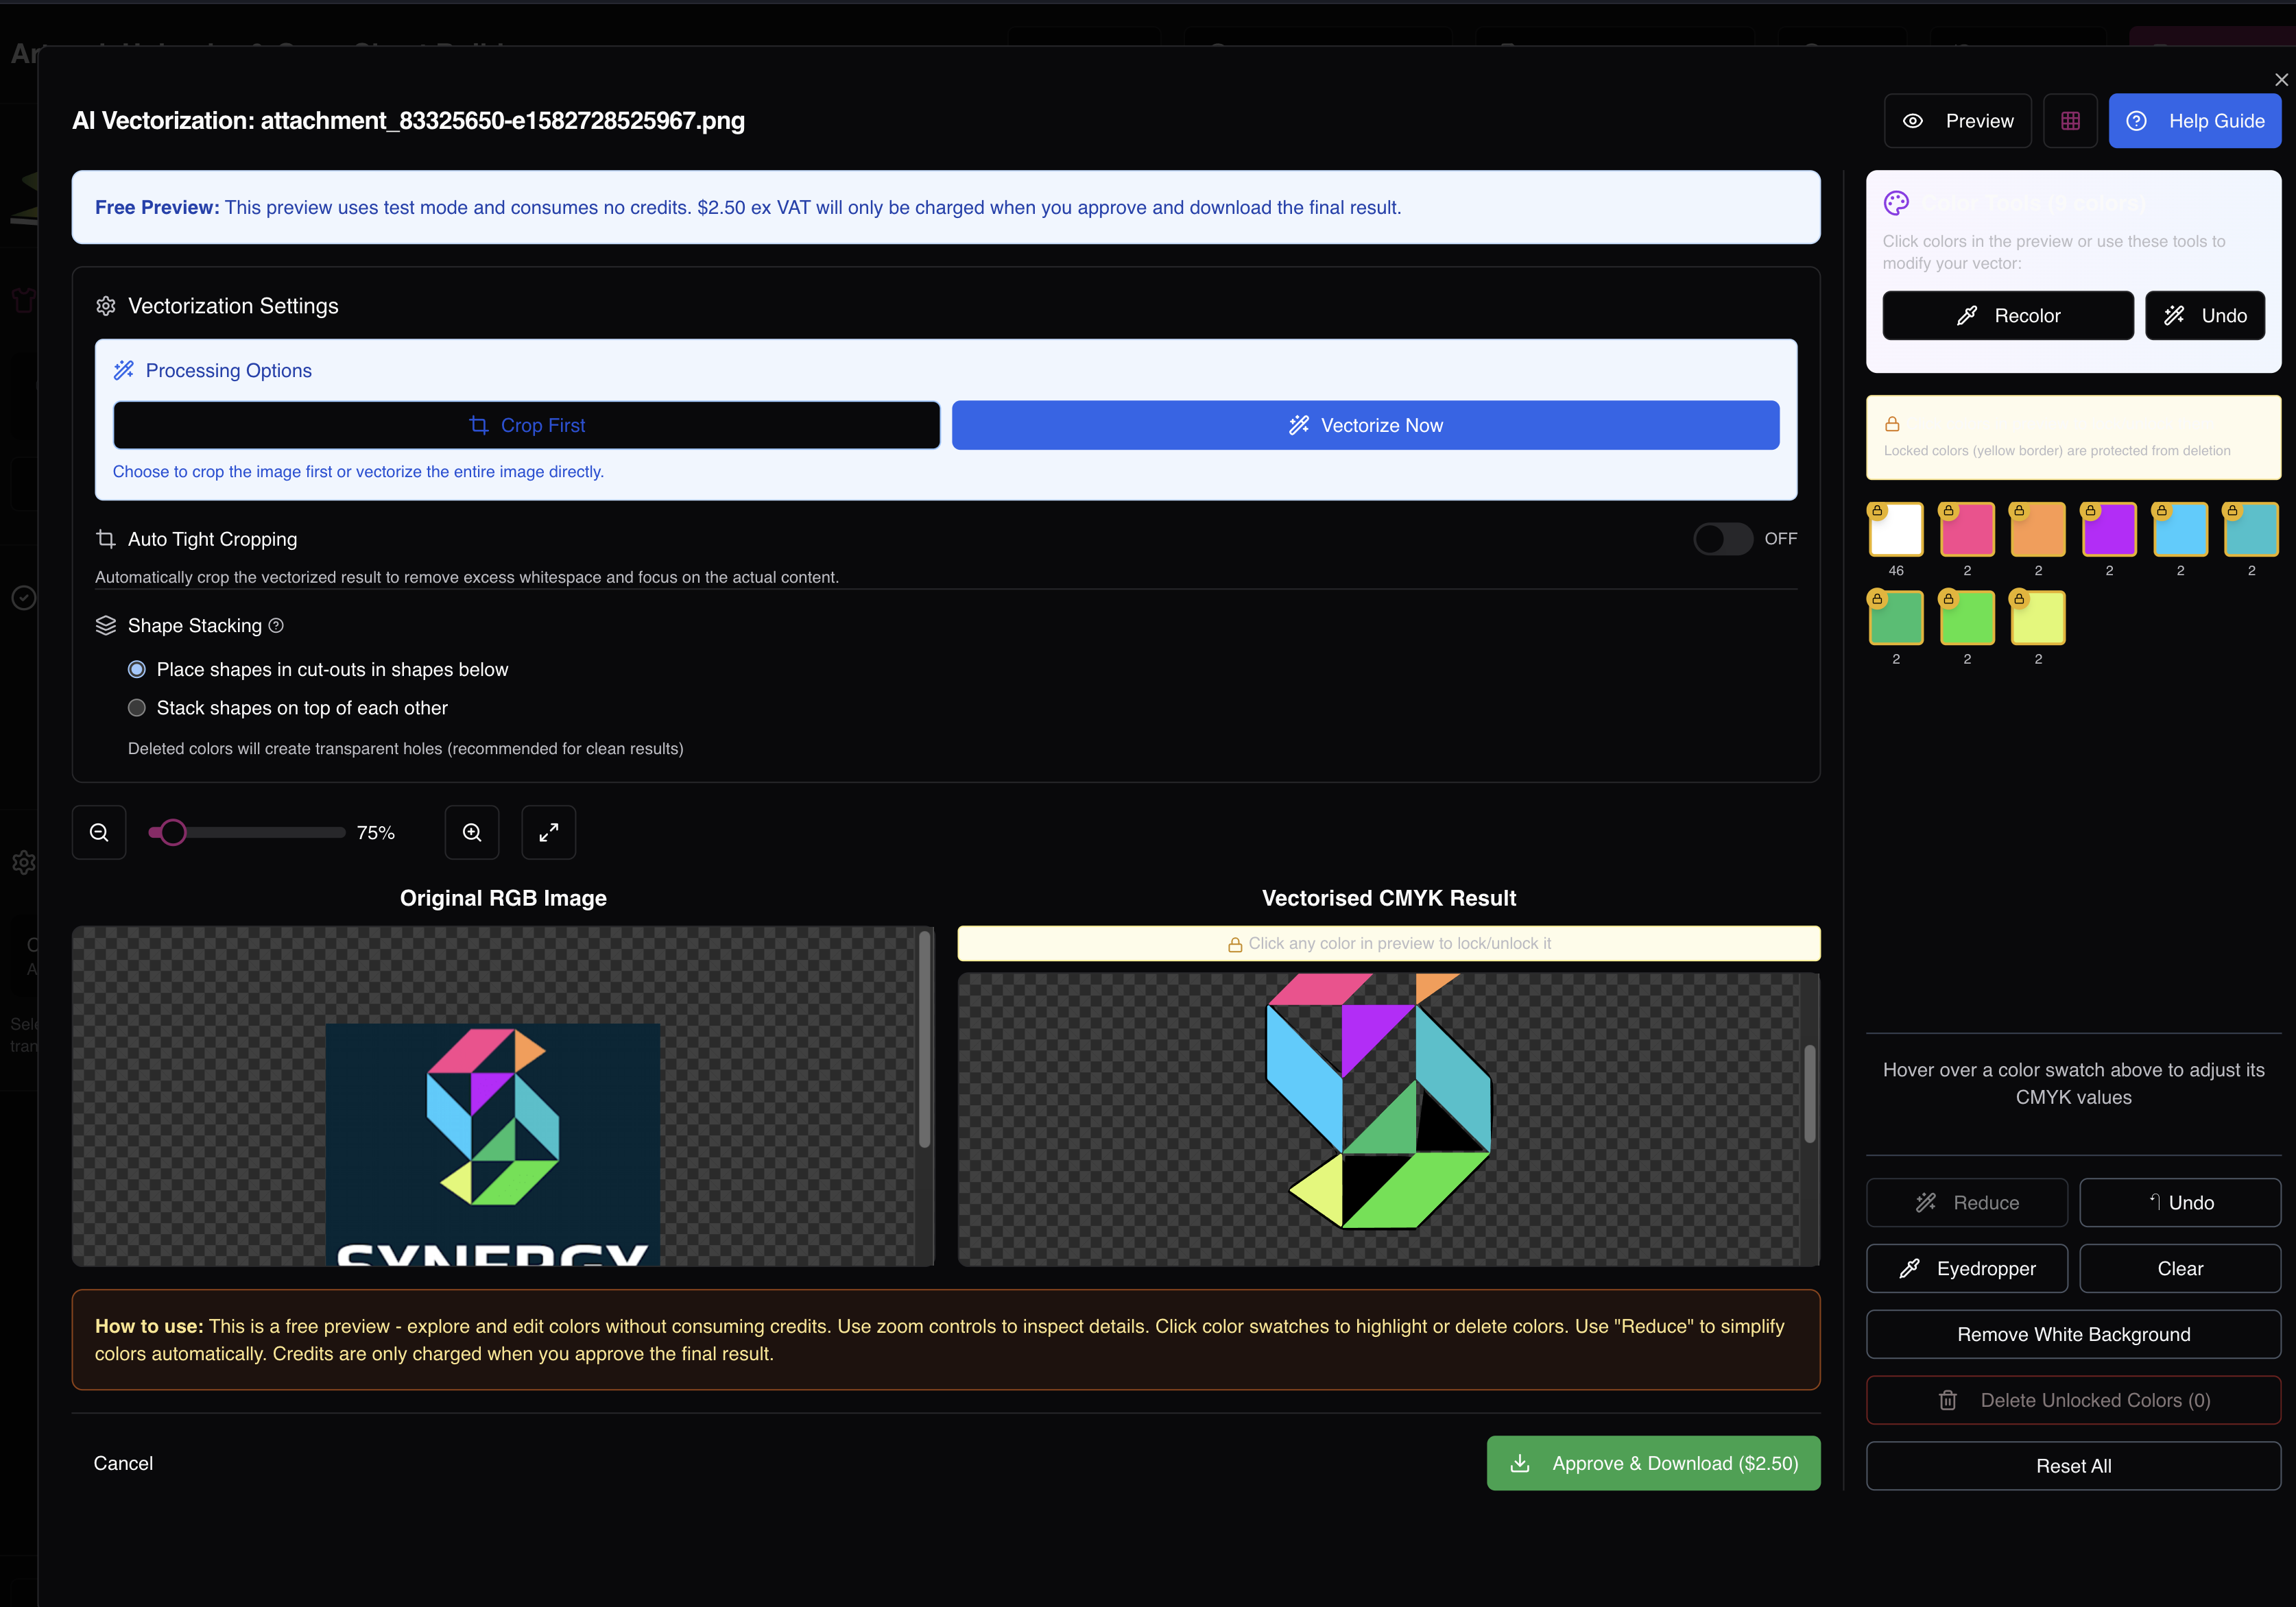 AI Vectorization: attachment_83325650-e1582728525967.png
Preview
Help Guide
Free Preview: This preview uses test mode and consumes no credits. $2.50 ex VAT will only be charged when you approve and download the final result.
Vectorization Settings
Processing Options
Crop First
Vectorize Now
Choose to crop the image first or vectorize the entire image directly.
Auto Tight Cropping
OFF
Automatically crop the vectorized result to remove excess whitespace and focus on the actual content.
Shape Stacking
Place shapes in cut-outs in shapes below
Stack shapes on top of each other
Deleted colors will create transparent holes (recommended for clean results)
75%
Original RGB Image
Vectorised CMYK Result
Click any color in preview to lock/unlock it
SYNERGY
How to use: This is a free preview - explore and edit colors without consuming credits. Use zoom controls to inspect details. Click color swatches to highlight or delete colors. Use "Reduce" to simplify
colors automatically. Credits are only charged when you approve the final result.
Cancel
Approve & Download ($2.50)
Color Tools (9 colors)
Click colors in the preview or use these tools to
modify your vector:
Recolor
Undo
Locked colors (yellow border) are protected from deletion
46
2
2
2
2
2
2
2
2
Hover over a color swatch above to adjust its
CMYK values
Reduce
Undo
Eyedropper
Clear
Remove White Background
Delete Unlocked Colors (0)
Reset All